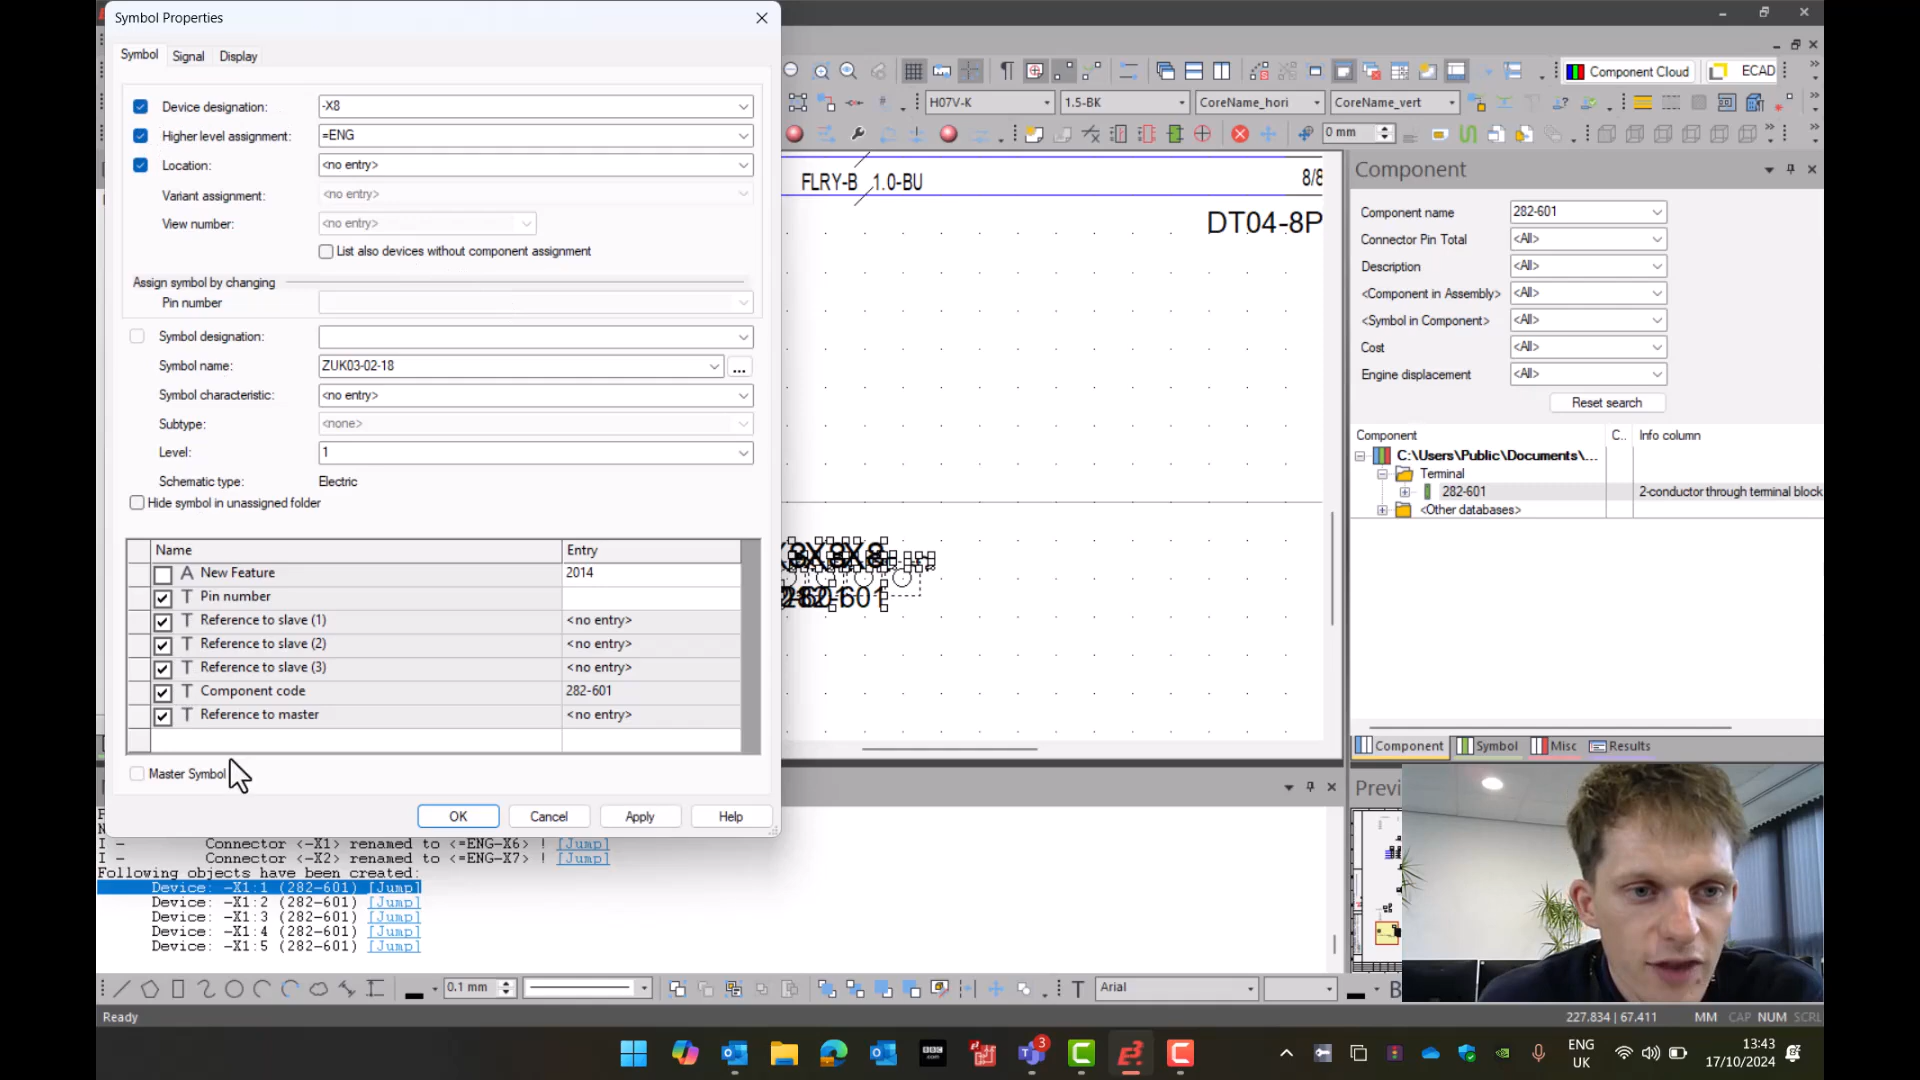 Symbol Properties
Symbol Signal Display
Device designation: -X8
Higher level assignment: =ENG
Location: <no entry>
Variant assignment: <no entry>
View number: <no entry>
List also devices without component assignment
Assign symbol by changing
Pin number
Symbol designation:
Symbol name: ZUK03-02-18 ...
Symbol characteristic: <no entry>
Subtype: <none>
Level: 1
Schematic type: Electric
Hide symbol in unassigned folder
Name Entry
New Feature 2014
Pin number
Reference to slave (1) <no entry>
Reference to slave (2) <no entry>
Reference to slave (3) <no entry>
Component code 282-601
Reference to master <no entry>
Master Symbol
OK Cancel Apply Help
Component Cloud ECAD
H07V-K 1.5-BK CoreName_hori CoreName_vert
0 mm
FLRY-B 1.0-BU 8/8
DT04-8P
Component
Component name 282-601
Connector Pin Total <All>
Description <All>
<Component in Assembly> <All>
<Symbol in Component> <All>
Cost <All>
Engine displacement <All>
Reset search
Component C.. Info column
C:\Users\Public\Documents\...
Terminal
282-601 2-conductor through terminal block
<Other databases>
Component Symbol Misc Results
Previ
I - Connector <-X1> renamed to <=ENG-X6> ! [Jump]
I - Connector <-X2> renamed to <=ENG-X7> ! [Jump]
Following objects have been created:
Device: -X1:1 (282-601) [Jump]
Device: -X1:2 (282-601) [Jump]
Device: -X1:3 (282-601) [Jump]
Device: -X1:4 (282-601) [Jump]
Device: -X1:5 (282-601) [Jump]
0.1 mm Arial
Ready 227.834 | 67.411 MM CAP NUM SCRL
3 ENG
UK
13:43
17/10/2024